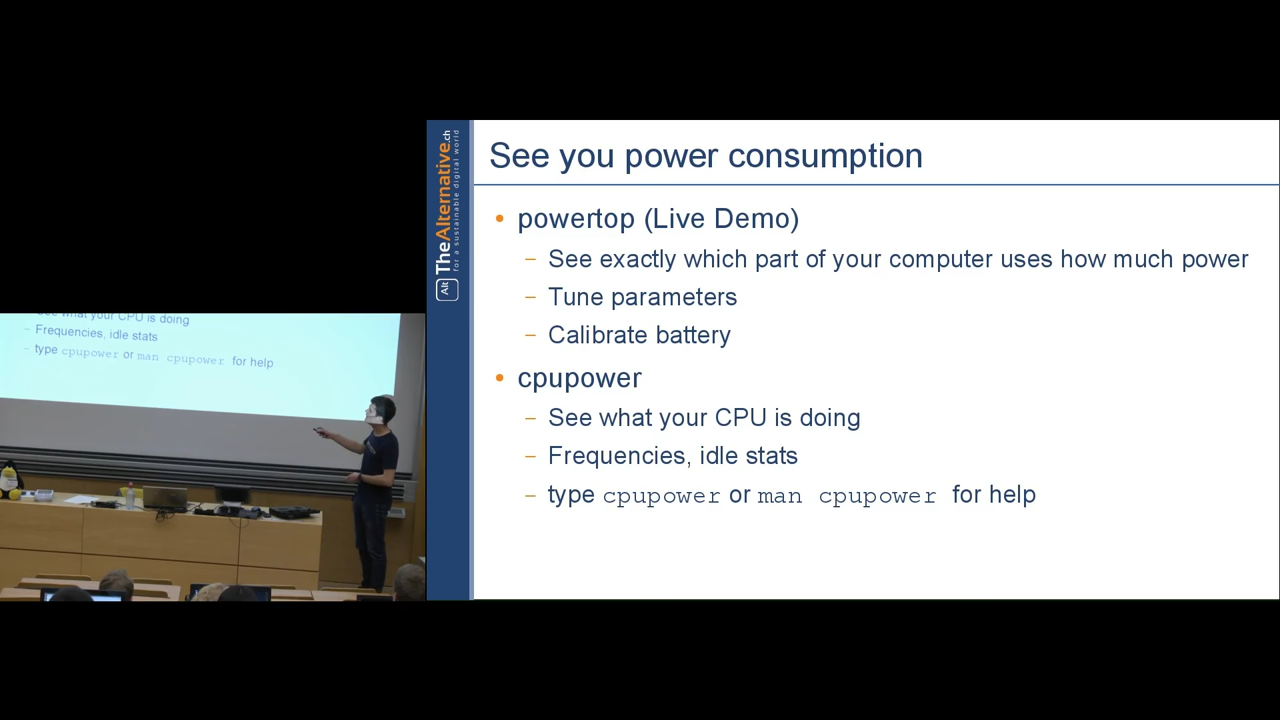 See you power consumption
• powertop (Live Demo)
– See exactly which part of your computer uses how much power
– Tune parameters
– Calibrate battery
• cpupower
– See what your CPU is doing
– Frequencies, idle stats
– type cpupower or man cpupower for help
Alt TheAlternative.ch
for a sustainable digital world
See what your CPU is doing
– Frequencies, idle stats
– type cpupower or man cpupower for help